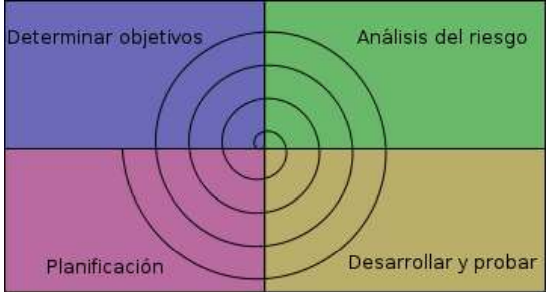 Determinar objetivos
Análisis del riesgo
Planificación
Desarrollar y probar